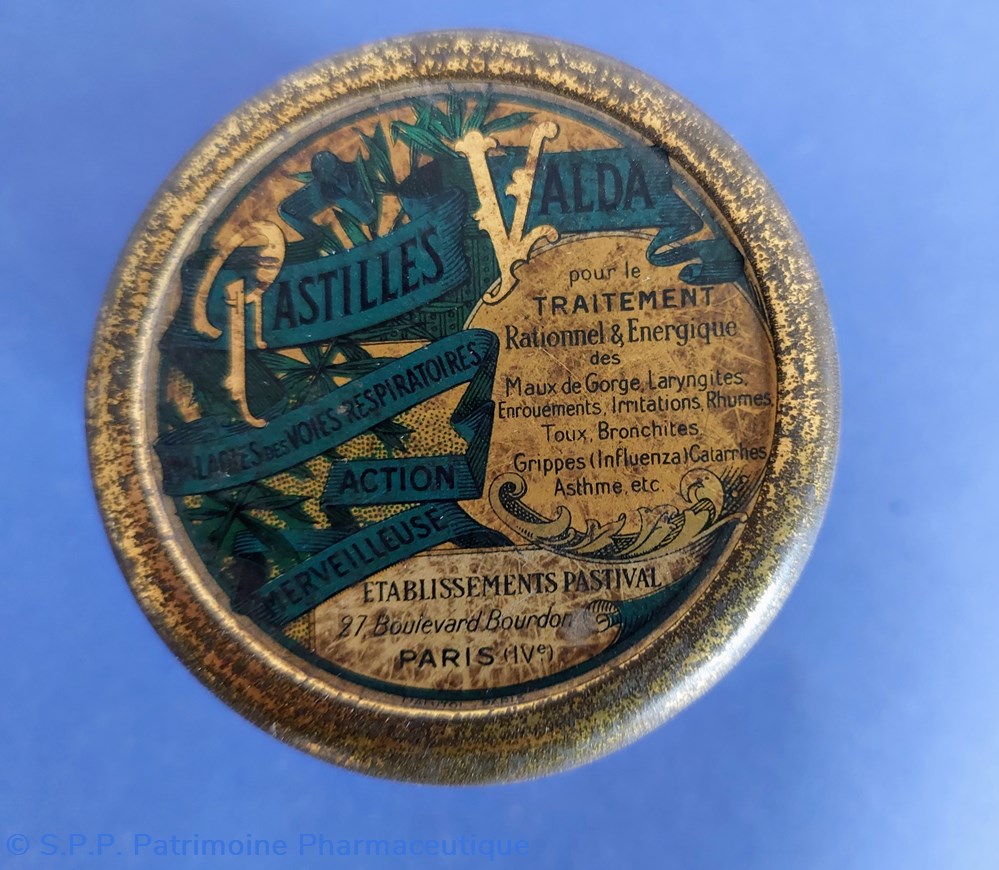 PASTILLES VALDA
des VOIES RESPIRATOIRES
ACTION
MERVEILLEUSE
pour le
TRAITEMENT
Rationnel & Energique
des
Maux de Gorge, Laryngites,
Enrouements, Irritations, Rhumes,
Toux, Bronchites,
Grippes (Influenza) Catarrhes
Asthme, etc.
ETABLISSEMENTS PASTIVAL
27, Boulevard Bourdon
PARIS (IVe)
© S.P.P. Patrimoine Pharmaceutique